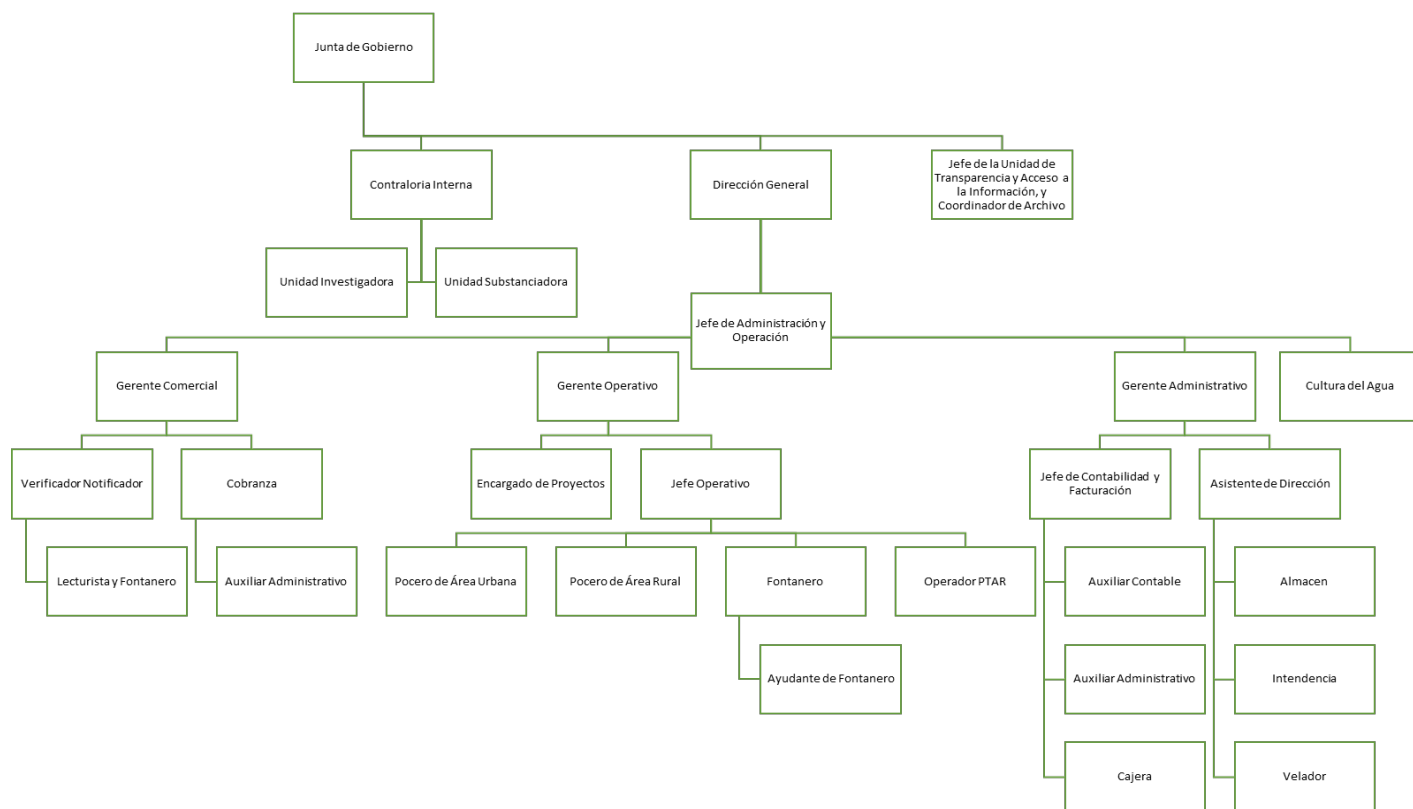 Junta de Gobierno
Contraloria Interna
Dirección General
Jefe de la Unidad de
Transparencia y Acceso a
la Información, y
Coordinador de Archivo
Unidad Investigadora
Unidad Substanciadora
Jefe de Administración y
Operación
Gerente Comercial
Gerente Operativo
Gerente Administrativo
Cultura del Agua
Verificador Notificador
Cobranza
Encargado de Proyectos
Jefe Operativo
Jefe de Contabilidad y
Facturación
Asistente de Dirección
Lecturista y Fontanero
Auxiliar Administrativo
Pocero de Área Urbana
Pocero de Área Rural
Fontanero
Operador PTAR
Auxiliar Contable
Almacen
Ayudante de Fontanero
Auxiliar Administrativo
Intendencia
Cajera
Velador